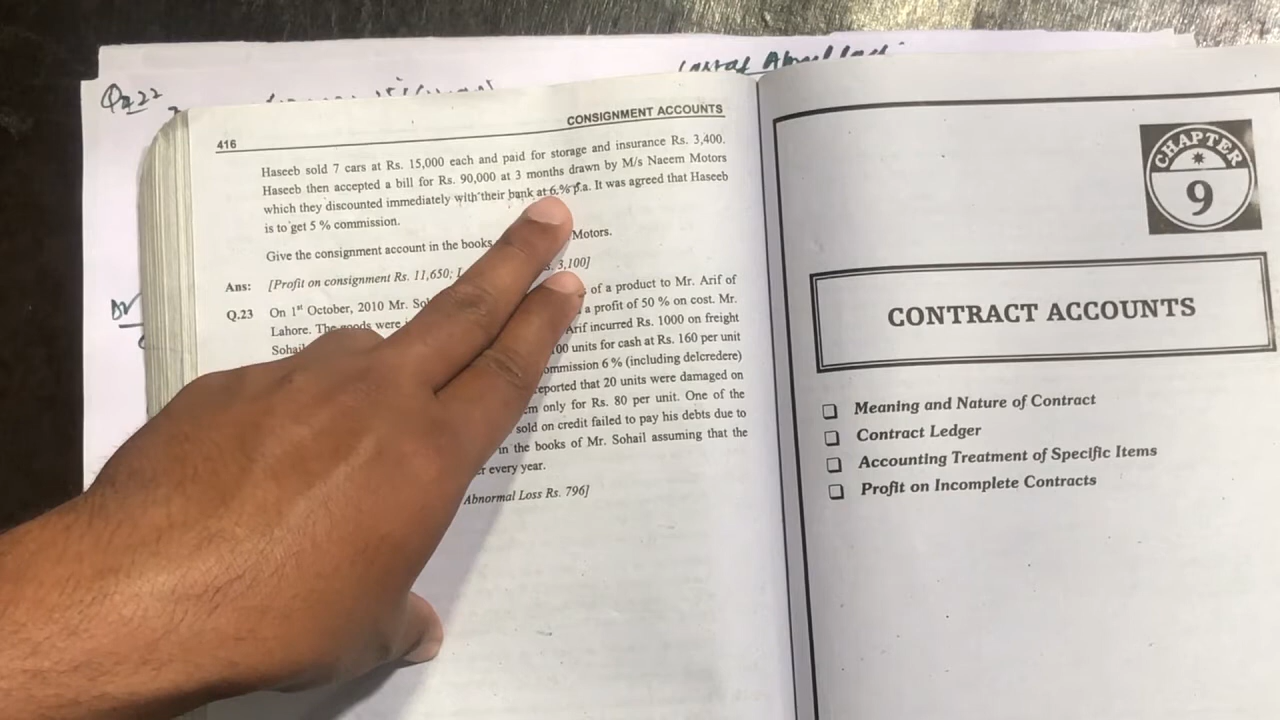 Q 22
416
CONSIGNMENT ACCOUNTS
Haseeb sold 7 cars at Rs. 15,000 each and paid for storage and insurance Rs. 3,400.
Haseeb then accepted a bill for Rs. 90,000 at 3 months drawn by M/s Naeem Motors
which they discounted immediately with their bank at 6.% p.a. It was agreed that Haseeb
is to get 5 % commission.
Give the consignment account in the books Motors.
Ans: [Profit on consignment Rs. 11,650; 3,100]
Q.23 On 1st October, 2010 Mr. of a product to Mr. Arif of
Lahore. The goods were a profit of 50 % on cost. Mr.
Arif incurred Rs. 1000 on freight
units for cash at Rs. 160 per unit
6 % (including delcredere)
reported that 20 units were damaged on
only for Rs. 80 per unit. One of the
sold on credit failed to pay his debts due to
in the books of Mr. Sohail assuming that the
every year.
Abnormal Loss Rs. 796]
CHAPTER
9
CONTRACT ACCOUNTS
❑ Meaning and Nature of Contract
❑ Contract Ledger
❑ Accounting Treatment of Specific Items
❑ Profit on Incomplete Contracts